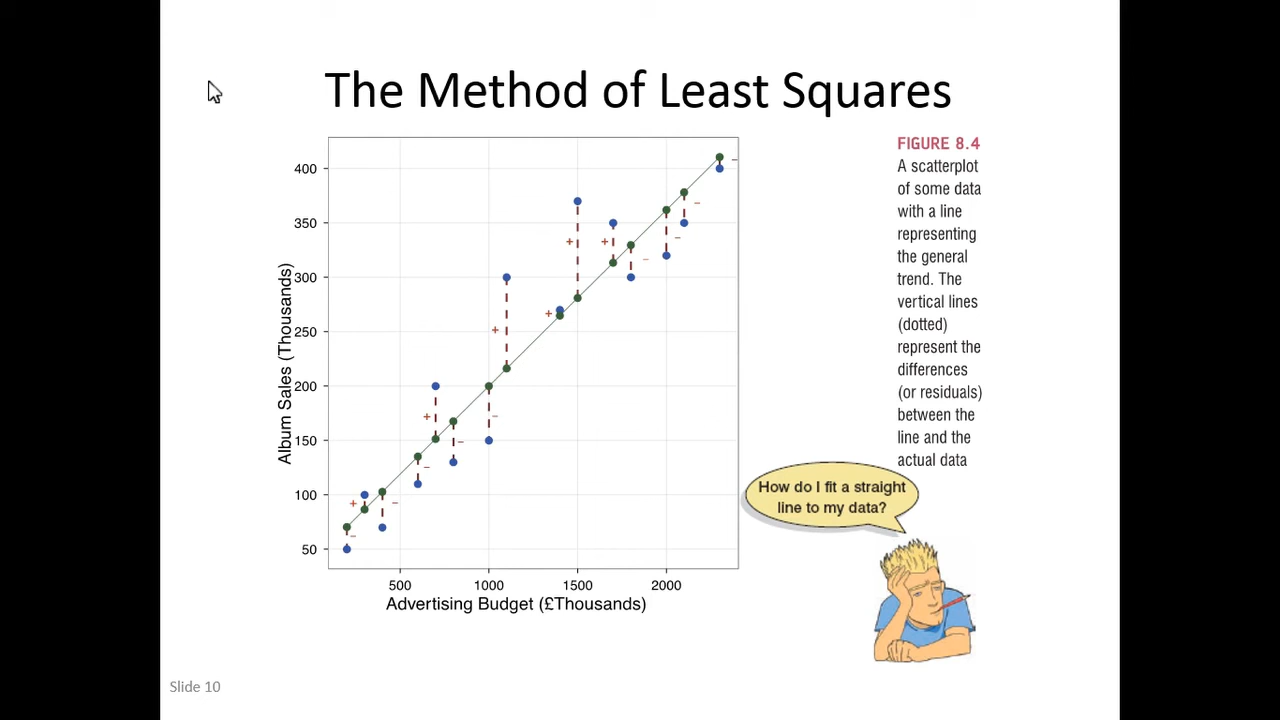 The Method of Least Squares
FIGURE 8.4
A scatterplot
of some data
with a line
representing
the general
trend. The
vertical lines
(dotted)
represent the
differences
(or residuals)
between the
line and the
actual data
Album Sales (Thousands)
400
350
300
250
200
150
100
50
500 1000 1500 2000
Advertising Budget (£Thousands)
How do I fit a straight
line to my data?
Slide 10